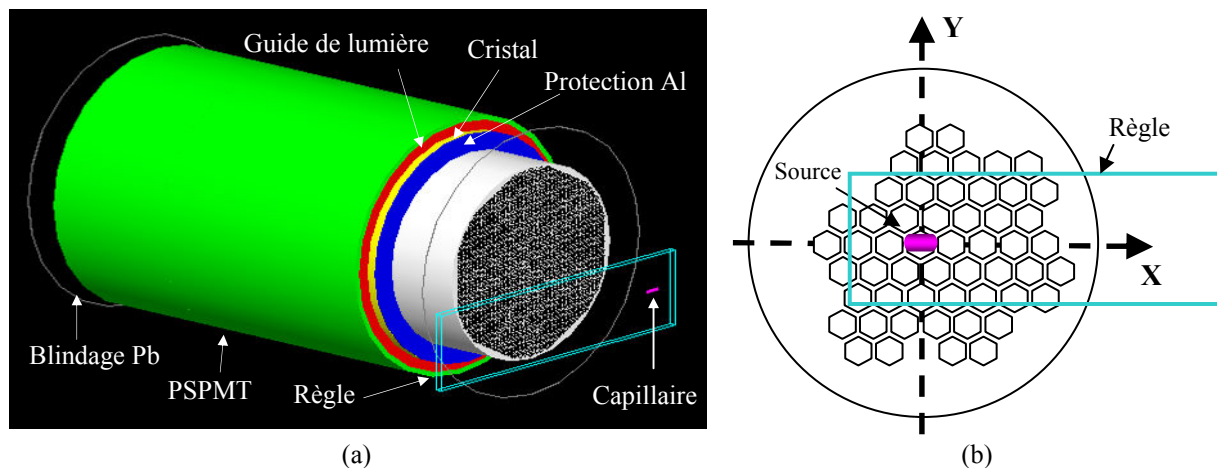 Guide de lumière
Cristal
Protection Al
Blindage Pb
PSPMT
Règle
Capillaire
(a)
Y
Règle
Source
X
(b)